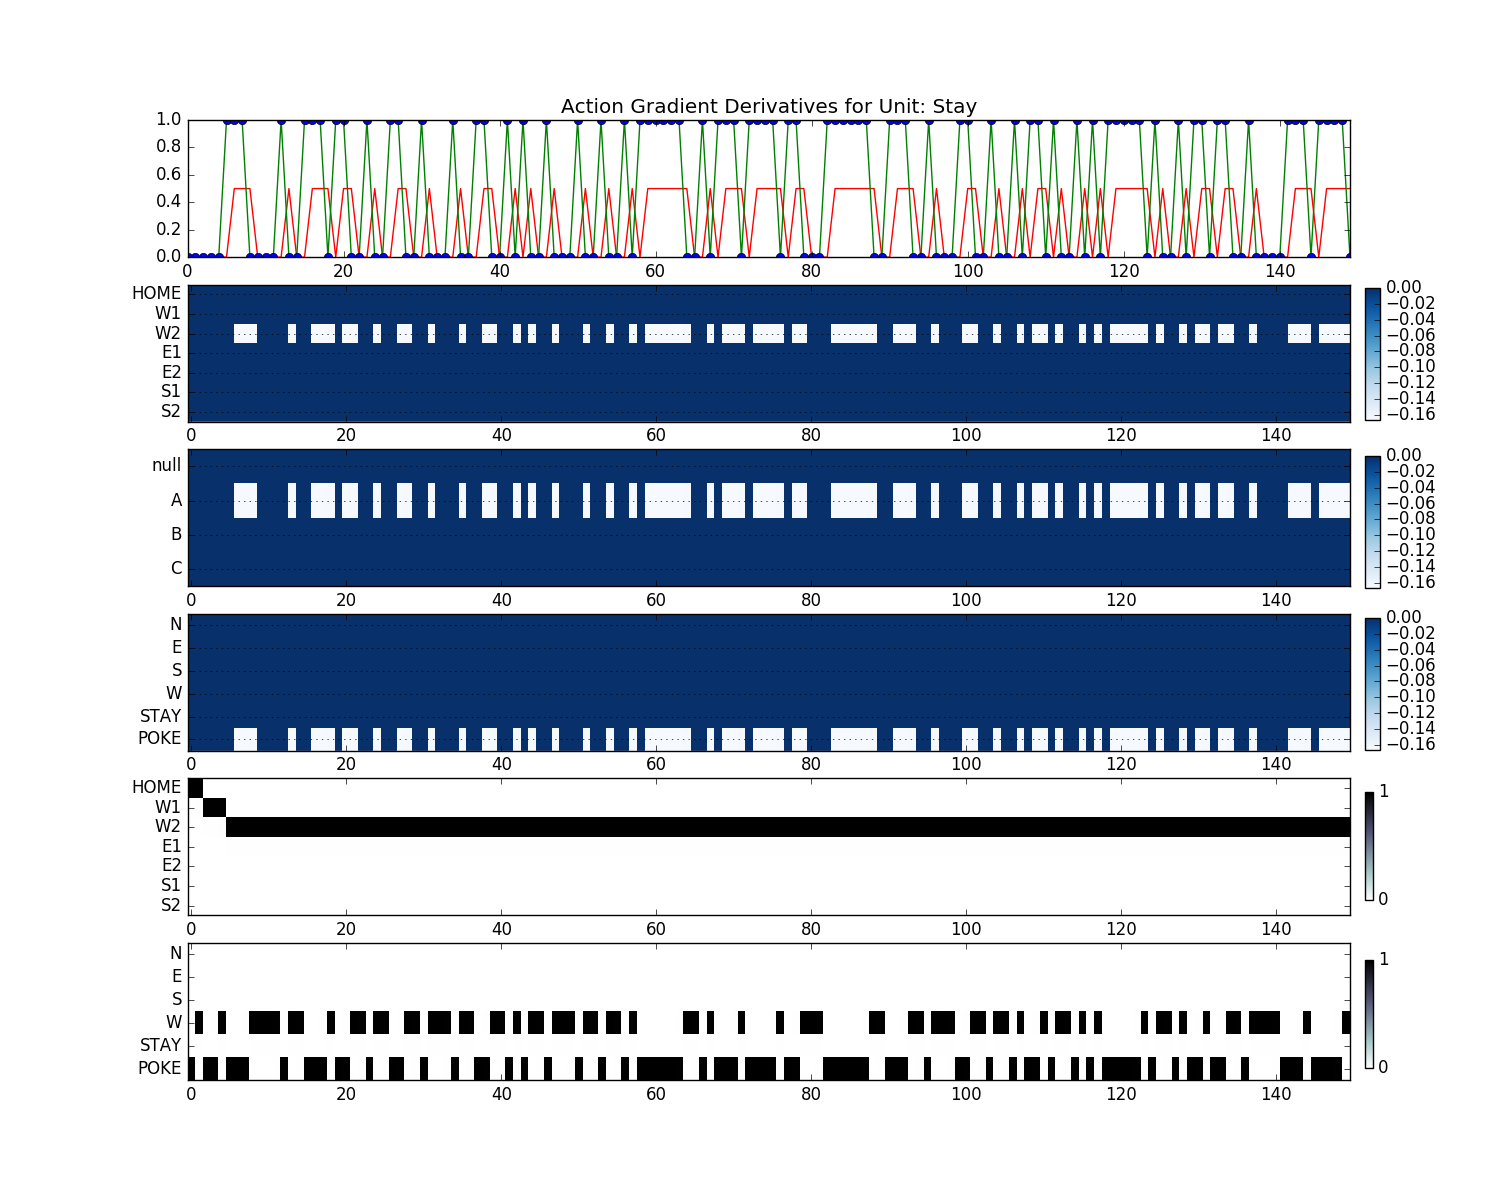 Action Gradient Derivatives for Unit: Stay
1.0
0.8
0.6
0.4
0.2
0.0
0 20 40 60 80 100 120 140
HOME
W1
W2
E1
E2
S1
S2
0 20 40 60 80 100 120 140
0.00
−0.02
−0.04
−0.06
−0.08
−0.10
−0.12
−0.14
−0.16
null
A
B
C
0 20 40 60 80 100 120 140
0.00
−0.02
−0.04
−0.06
−0.08
−0.10
−0.12
−0.14
−0.16
N
E
S
W
STAY
POKE
0 20 40 60 80 100 120 140
0.00
−0.02
−0.04
−0.06
−0.08
−0.10
−0.12
−0.14
−0.16
HOME
W1
W2
E1
E2
S1
S2
0 20 40 60 80 100 120 140
1
0
N
E
S
W
STAY
POKE
0 20 40 60 80 100 120 140
1
0